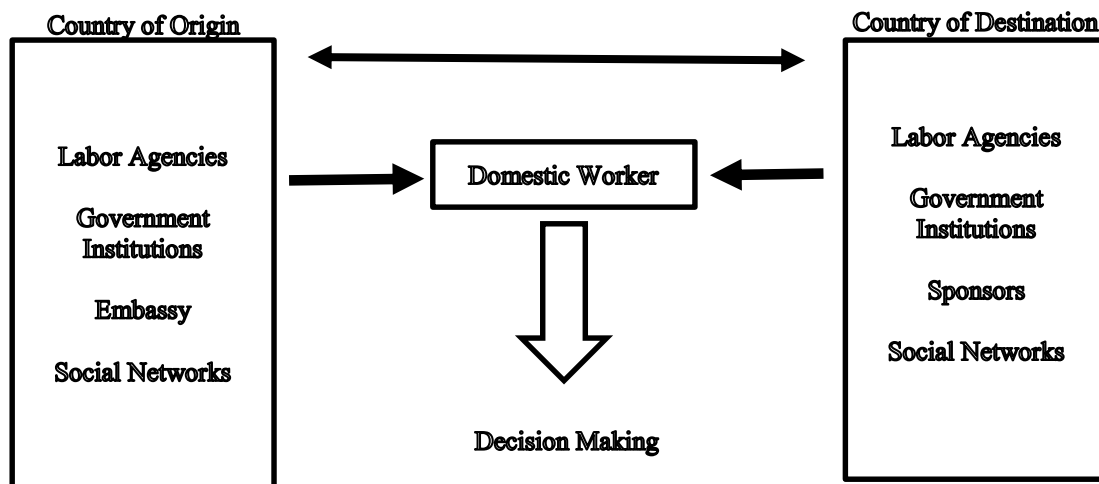 Country of Origin
Labor Agencies
Government
Institutions
Embassy
Social Networks
Domestic Worker
Decision Making
Country of Destination
Labor Agencies
Government
Institutions
Sponsors
Social Networks